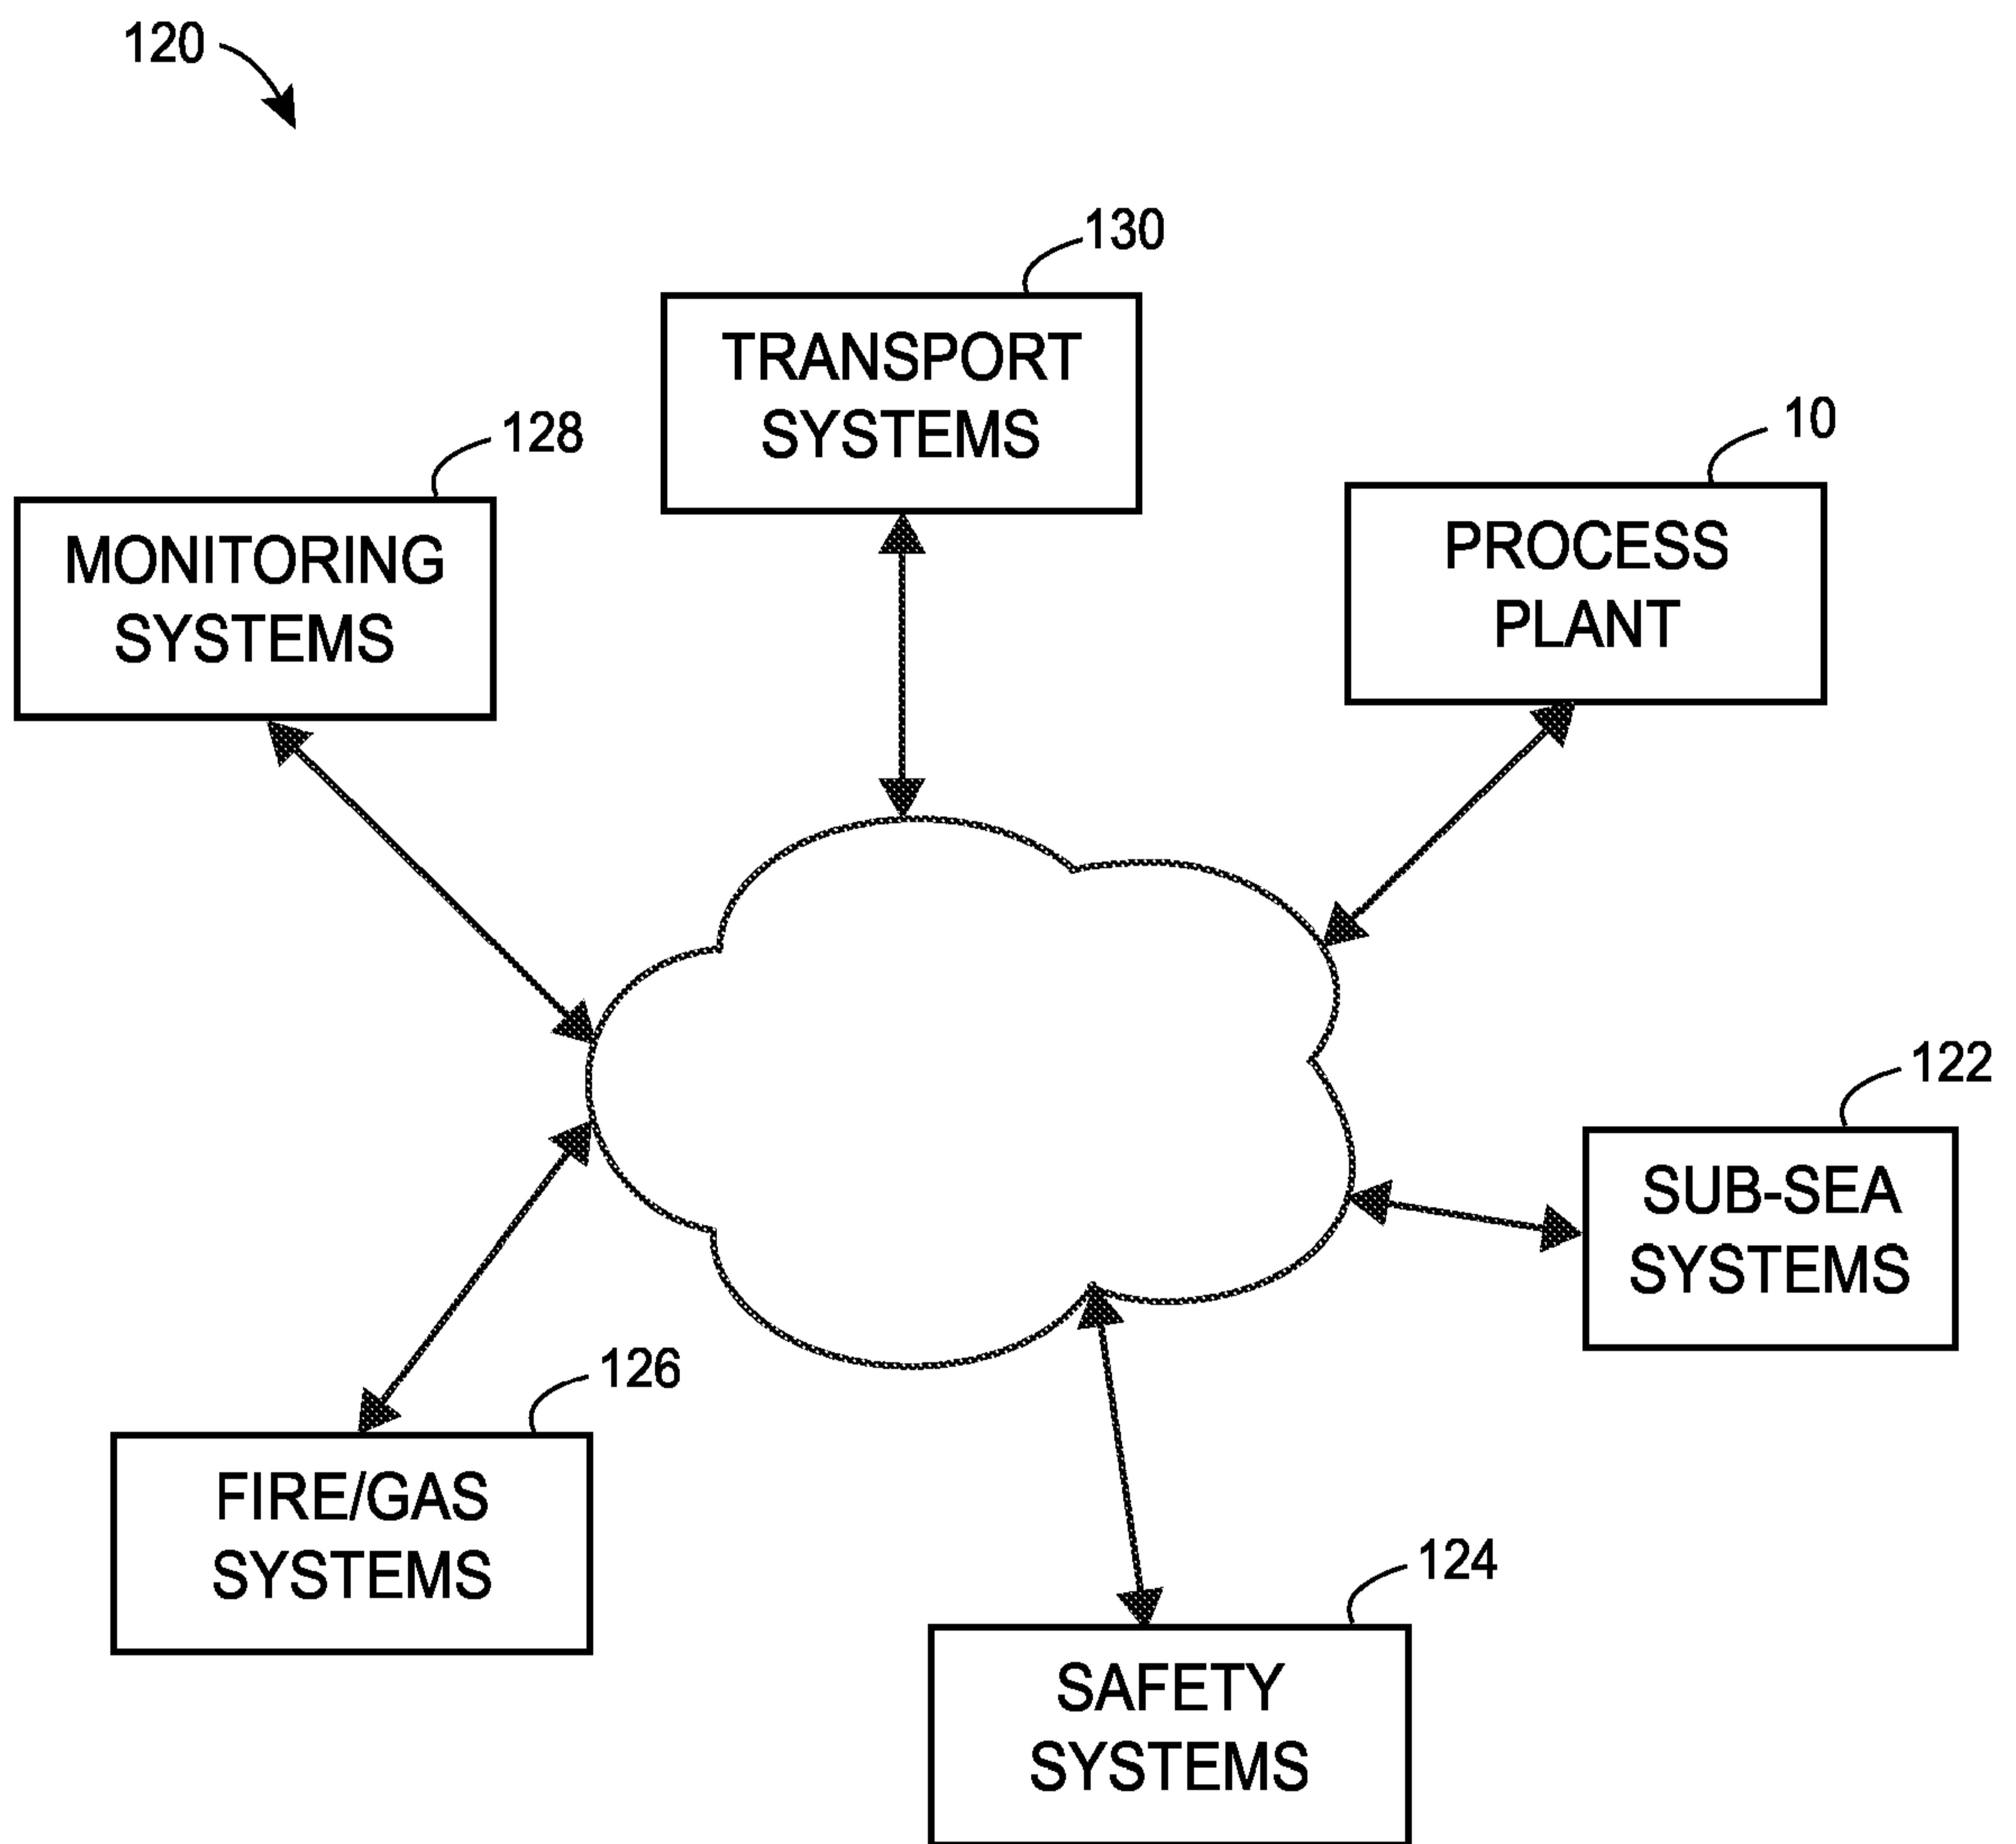 120
130
TRANSPORT
SYSTEMS
128
MONITORING
SYSTEMS
10
PROCESS
PLANT
122
SUB-SEA
SYSTEMS
126
FIRE/GAS
SYSTEMS
124
SAFETY
SYSTEMS